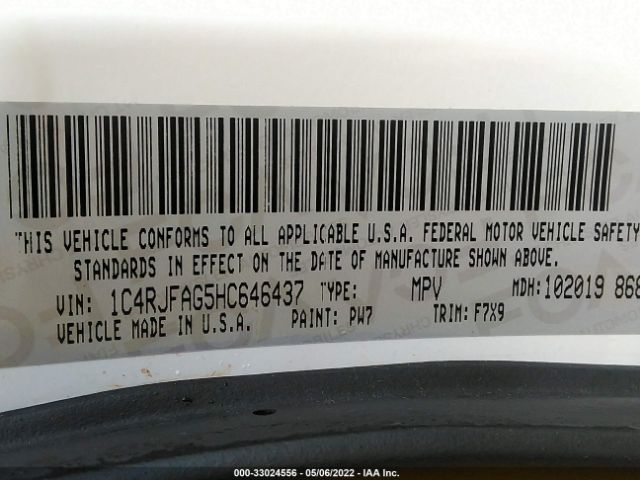 THIS VEHICLE CONFORMS TO ALL APPLICABLE U.S.A. FEDERAL MOTOR VEHICLE SAFETY
STANDARDS IN EFFECT ON THE DATE OF MANUFACTURE SHOWN ABOVE.
VIN: 1C4RJFAG5HC646437 TYPE: MPV MDH: 102019 868
VEHICLE MADE IN U.S.A. PAINT: PW7 TRIM: F7X9
000-33024556 - 05/06/2022 - IAA Inc.